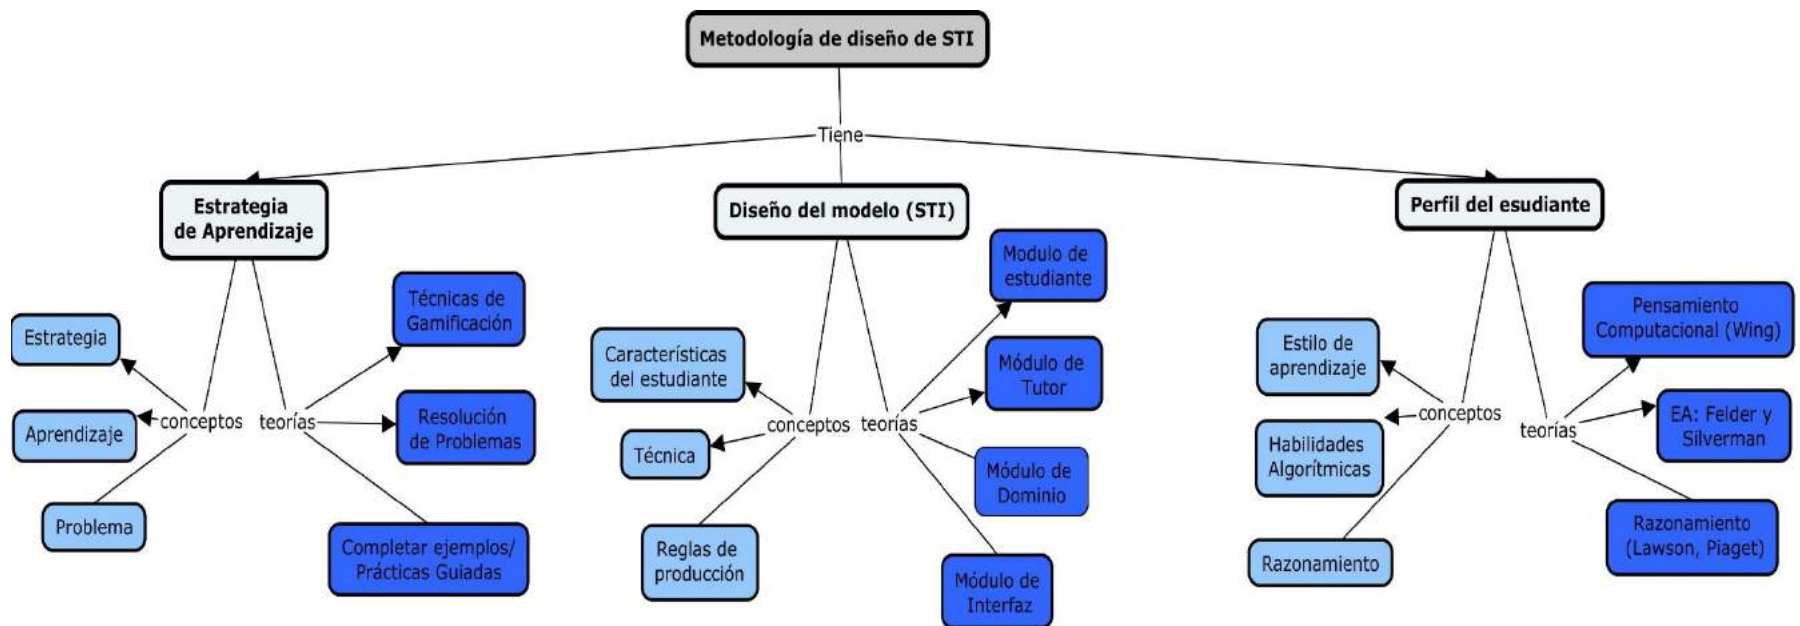 Metodología de diseño de STI
Tiene
Estrategia
de Aprendizaje
Diseño del modelo (STI)
Perfil del esudiante
Estrategia
Aprendizaje
Problema
conceptos
teorías
Técnicas de
Gamificación
Resolución
de Problemas
Completar ejemplos/
Prácticas Guiadas
Características
del estudiante
Técnica
Reglas de
producción
conceptos
teorías
Modulo de
estudiante
Módulo de
Tutor
Módulo de
Dominio
Módulo de
Interfaz
Estilo de
aprendizaje
Habilidades
Algorítmicas
Razonamiento
conceptos
teorías
Pensamiento
Computacional (Wing)
EA: Felder y
Silverman
Razonamiento
(Lawson, Piaget)